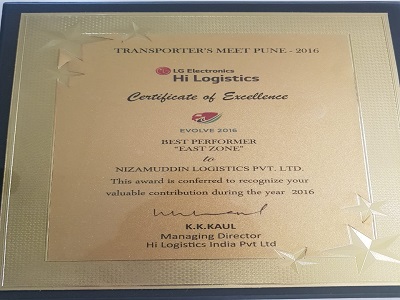 TRANSPORTER'S MEET PUNE - 2016
LG Electronics
Hi Logistics
Certificate of Excellence
EVOLVE 2016
BEST PERFORMER
"EAST ZONE"
to
NIZAMUDDIN LOGISTICS PVT. LTD.
This award is conferred to recognize your
valuable contribution during the year 2016
K.K.KAUL
Managing Director
Hi Logistics India Pvt Ltd